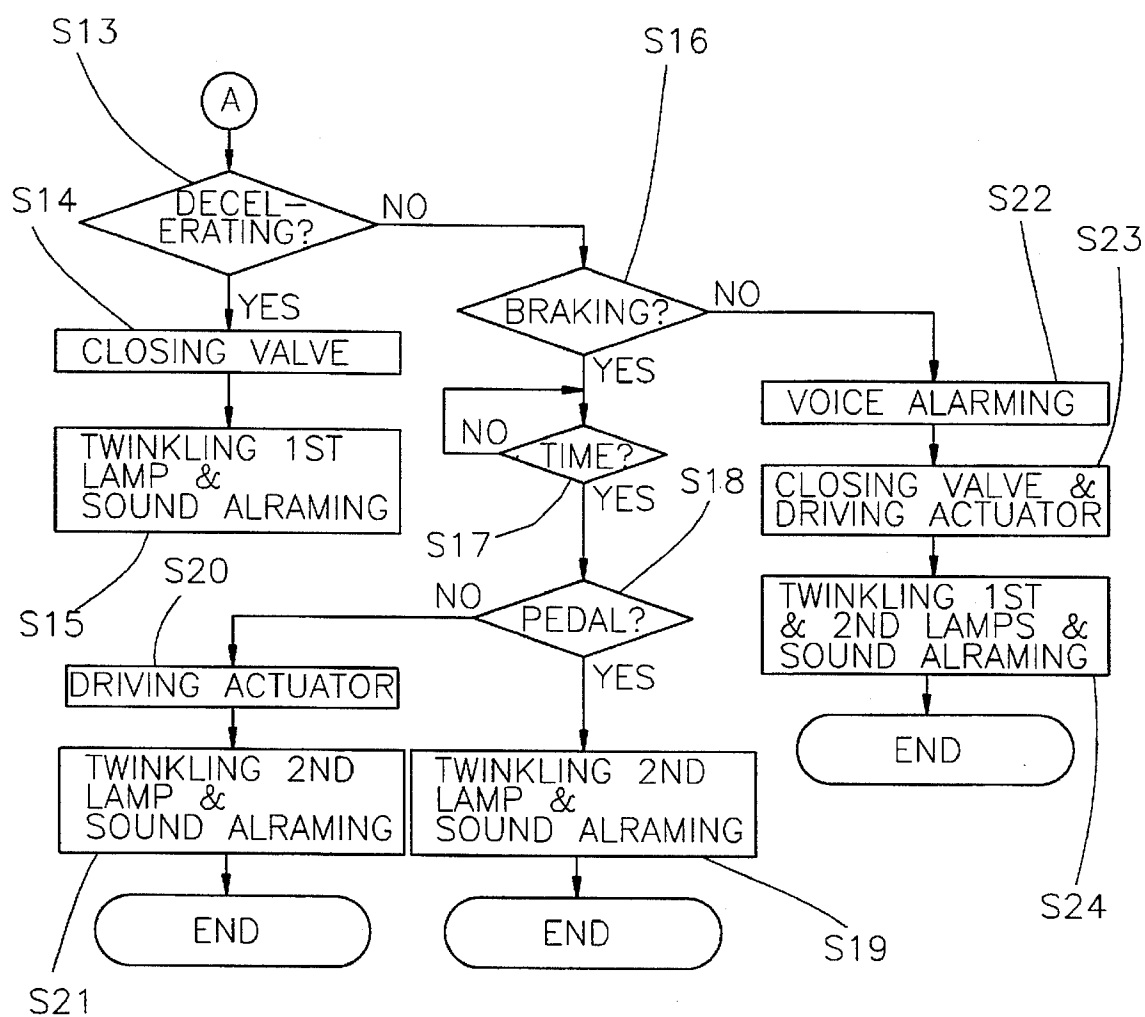 S13
S16
A
S14
DECEL-
ERATING?
NO
S22
S23
YES
BRAKING?
NO
CLOSING VALVE
YES
VOICE ALARMING
TWINKLING 1ST
LAMP &
SOUND ALRAMING
NO
TIME?
YES
S18
CLOSING VALVE &
DRIVING ACTUATOR
S17
S20
S15
NO
PEDAL?
YES
TWINKLING 1ST
& 2ND LAMPS &
SOUND ALRAMING
DRIVING ACTUATOR
END
TWINKLING 2ND
LAMP &
SOUND ALRAMING
TWINKLING 2ND
LAMP &
SOUND ALRAMING
S24
END
END
S19
S21